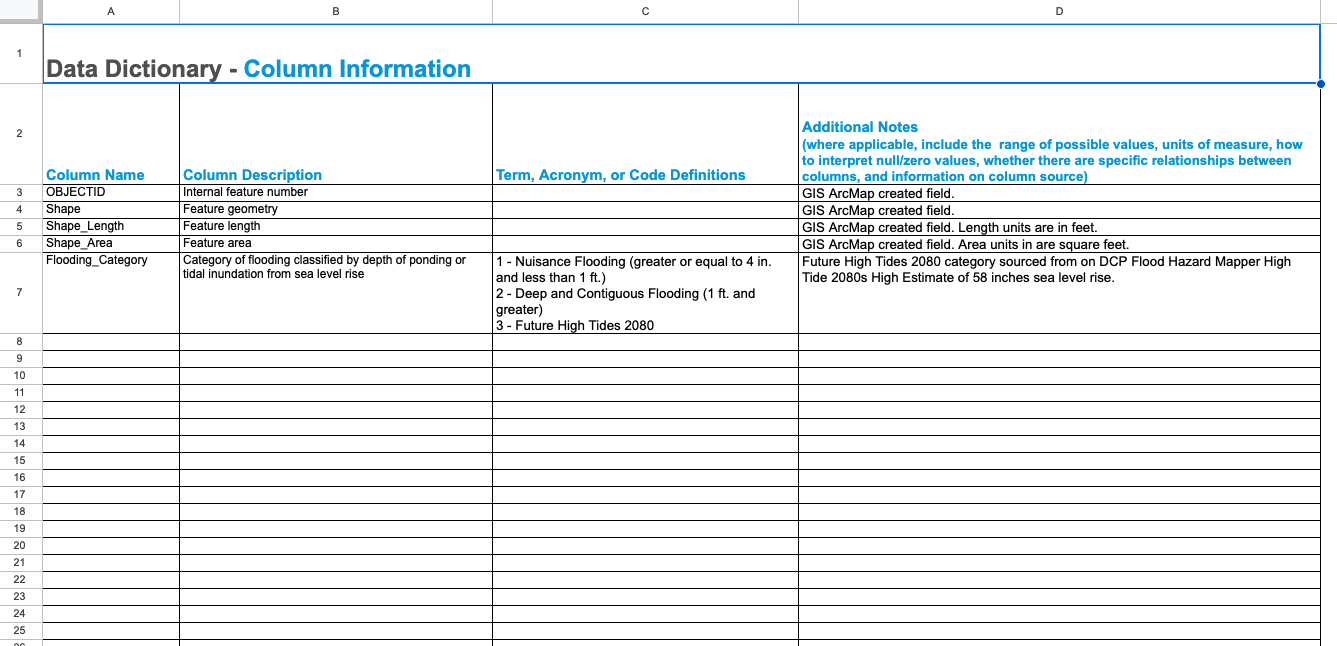 A B C D
1 Data Dictionary - Column Information
2
Additional Notes
(where applicable, include the range of possible values, units of measure, how
to interpret null/zero values, whether there are specific relationships between
Column Name Column Description Term, Acronym, or Code Definitions columns, and information on column source)
3 OBJECTID Internal feature number GIS ArcMap created field.
4 Shape Feature geometry GIS ArcMap created field.
5 Shape_Length Feature length GIS ArcMap created field. Length units are in feet.
6 Shape_Area Feature area GIS ArcMap created field. Area units in are square feet.
7
Flooding_Category
Category of flooding classified by depth of ponding or
tidal inundation from sea level rise
1 - Nuisance Flooding (greater or equal to 4 in.
and less than 1 ft.)
2 - Deep and Contiguous Flooding (1 ft. and
greater)
3 - Future High Tides 2080
Future High Tides 2080 category sourced from on DCP Flood Hazard Mapper High
Tide 2080s High Estimate of 58 inches sea level rise.
8
9
10
11
12
13
14
15
16
17
18
19
20
21
22
23
24
25
26